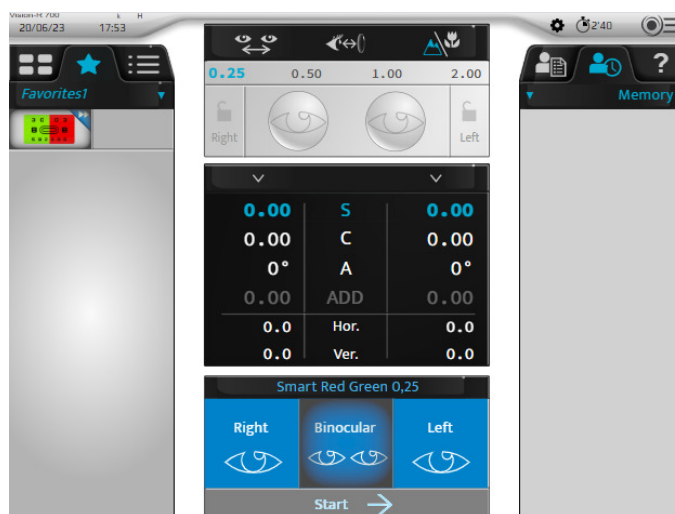 Vision-R 700
20/06/23 17:53
2'40
?
Favorites1
Memory
0.25 0.50 1.00 2.00
Right Left
0.00 S 0.00
0.00 C 0.00
0° A 0°
0.00 ADD 0.00
0.0 Hor. 0.0
0.0 Ver. 0.0
Smart Red Green 0,25
Right Binocular Left
Start